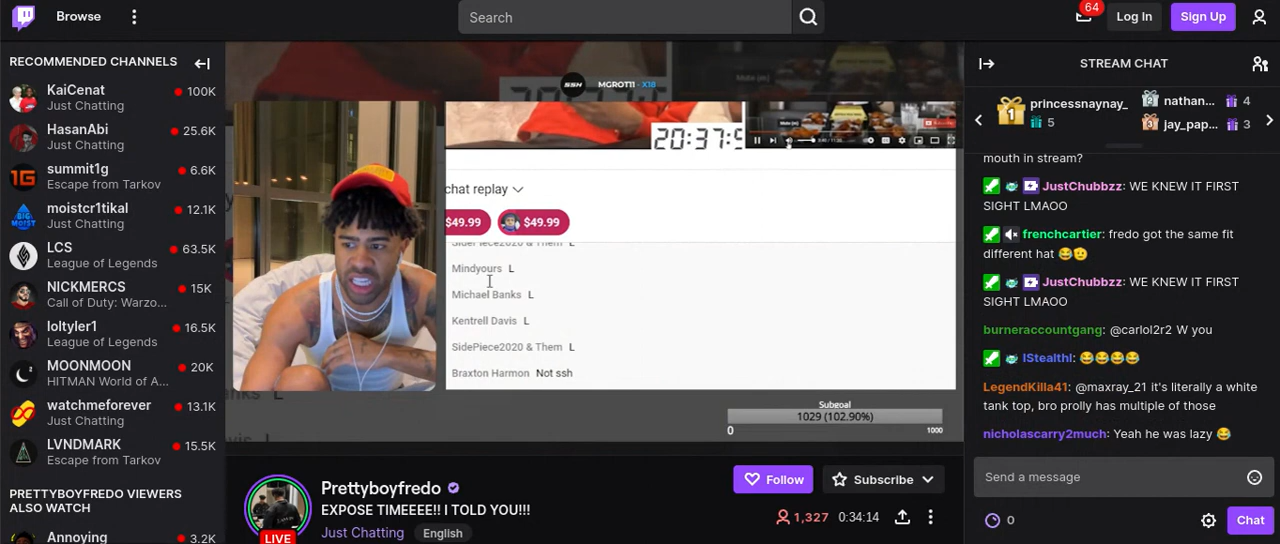 Browse
Search
64
Log In
Sign Up
RECOMMENDED CHANNELS
KaiCenat
100K
Just Chatting
HasanAbi
25.6K
Just Chatting
summit1g
6.6K
Escape from Tarkov
moistcr1tikal
12.1K
Just Chatting
LCS
63.5K
League of Legends
NICKMERCS
15K
Call of Duty: Warzo...
loltyler1
16.5K
League of Legends
MOONMOON
20K
HITMAN World of A...
watchmeforever
13.1K
Just Chatting
LVNDMARK
15.5K
Escape from Tarkov
PRETTYBOYFREDO VIEWERS
ALSO WATCH
Annoying
3.2K
SSH MGROT11 - X18
20:37:5
chat replay
$49.99 $49.99
SidePiece2020 & Them L
Mindyours L
Michael Banks L
Kentrell Davis L
SidePiece2020 & Them L
Braxton Harmon Not ssh
Subgoal
1029 (102.90%)
0 1000
LIVE
Prettyboyfredo
EXPOSE TIMEEEE!! I TOLD YOU!!!
Just Chatting English
Follow
Subscribe
1,327 0:34:14
STREAM CHAT
1 princessnaynay_
5
2 nathan... 4
3 jay_pap... 3
mouth in stream?
JustChubbzz: WE KNEW IT FIRST
SIGHT LMAOO
frenchcartier: fredo got the same fit
different hat 😂🫡
JustChubbzz: WE KNEW IT FIRST
SIGHT LMAOO
burneraccountgang: @carlol2r2 W you
IStealthI: 😂😂😂😂
LegendKilla41: @maxray_21 it's literally a white
tank top, bro prolly has multiple of those
nicholascarry2much: Yeah he was lazy 😂
Send a message
0
Chat